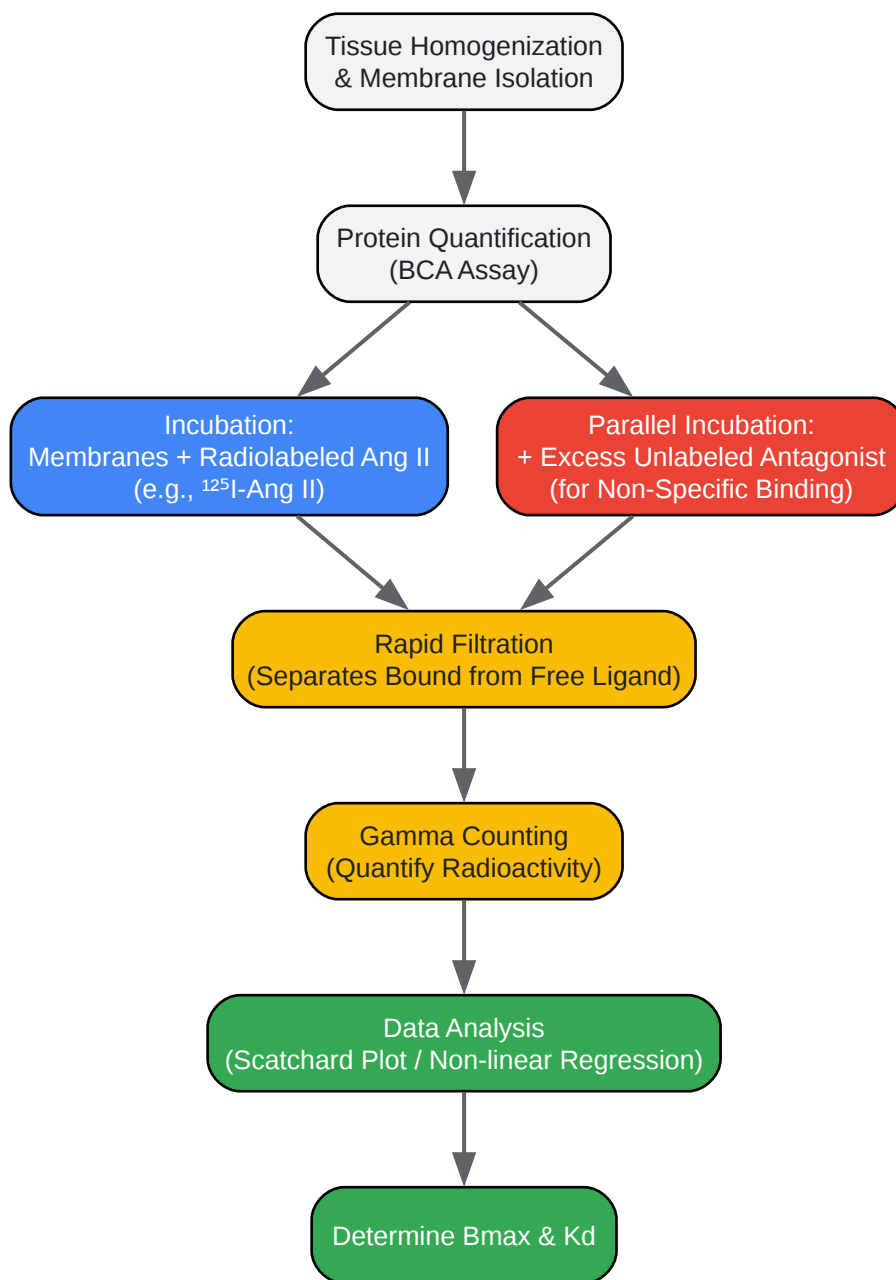 Tissue Homogenization
& Membrane Isolation
Protein Quantification
(BCA Assay)
Incubation:
Membranes + Radiolabeled Ang II
(e.g., ¹²⁵I-Ang II)
Parallel Incubation:
+ Excess Unlabeled Antagonist
(for Non-Specific Binding)
Rapid Filtration
(Separates Bound from Free Ligand)
Gamma Counting
(Quantify Radioactivity)
Data Analysis
(Scatchard Plot / Non-linear Regression)
Determine Bmax & Kd